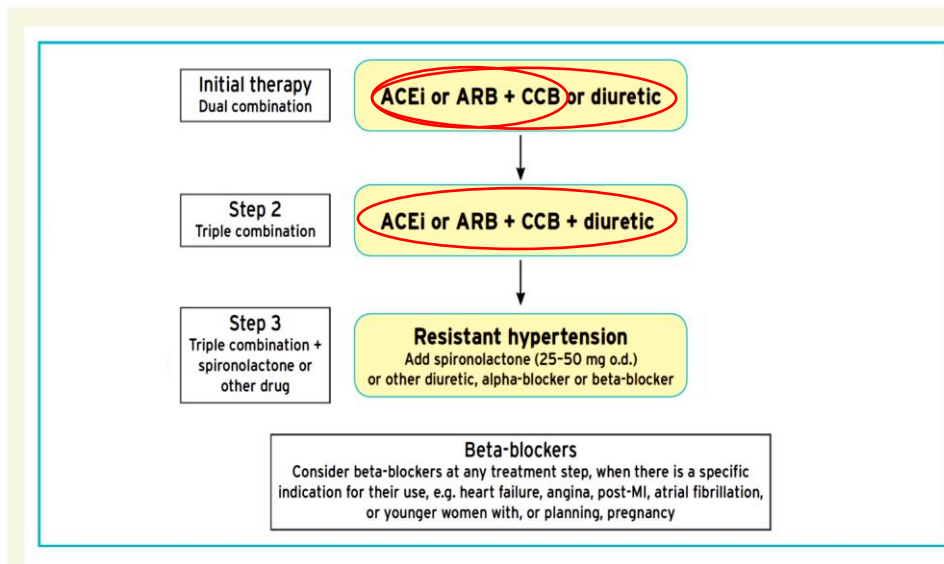 Initial therapy
Dual combination
ACEi or ARB + CCB or diuretic
Step 2
Triple combination
ACEi or ARB + CCB + diuretic
Step 3
Triple combination +
spironolactone or
other drug
Resistant hypertension
Add spironolactone (25–50 mg o.d.)
or other diuretic, alpha-blocker or beta-blocker
Beta-blockers
Consider beta-blockers at any treatment step, when there is a specific
indication for their use, e.g. heart failure, angina, post-MI, atrial fibrillation,
or younger women with, or planning, pregnancy